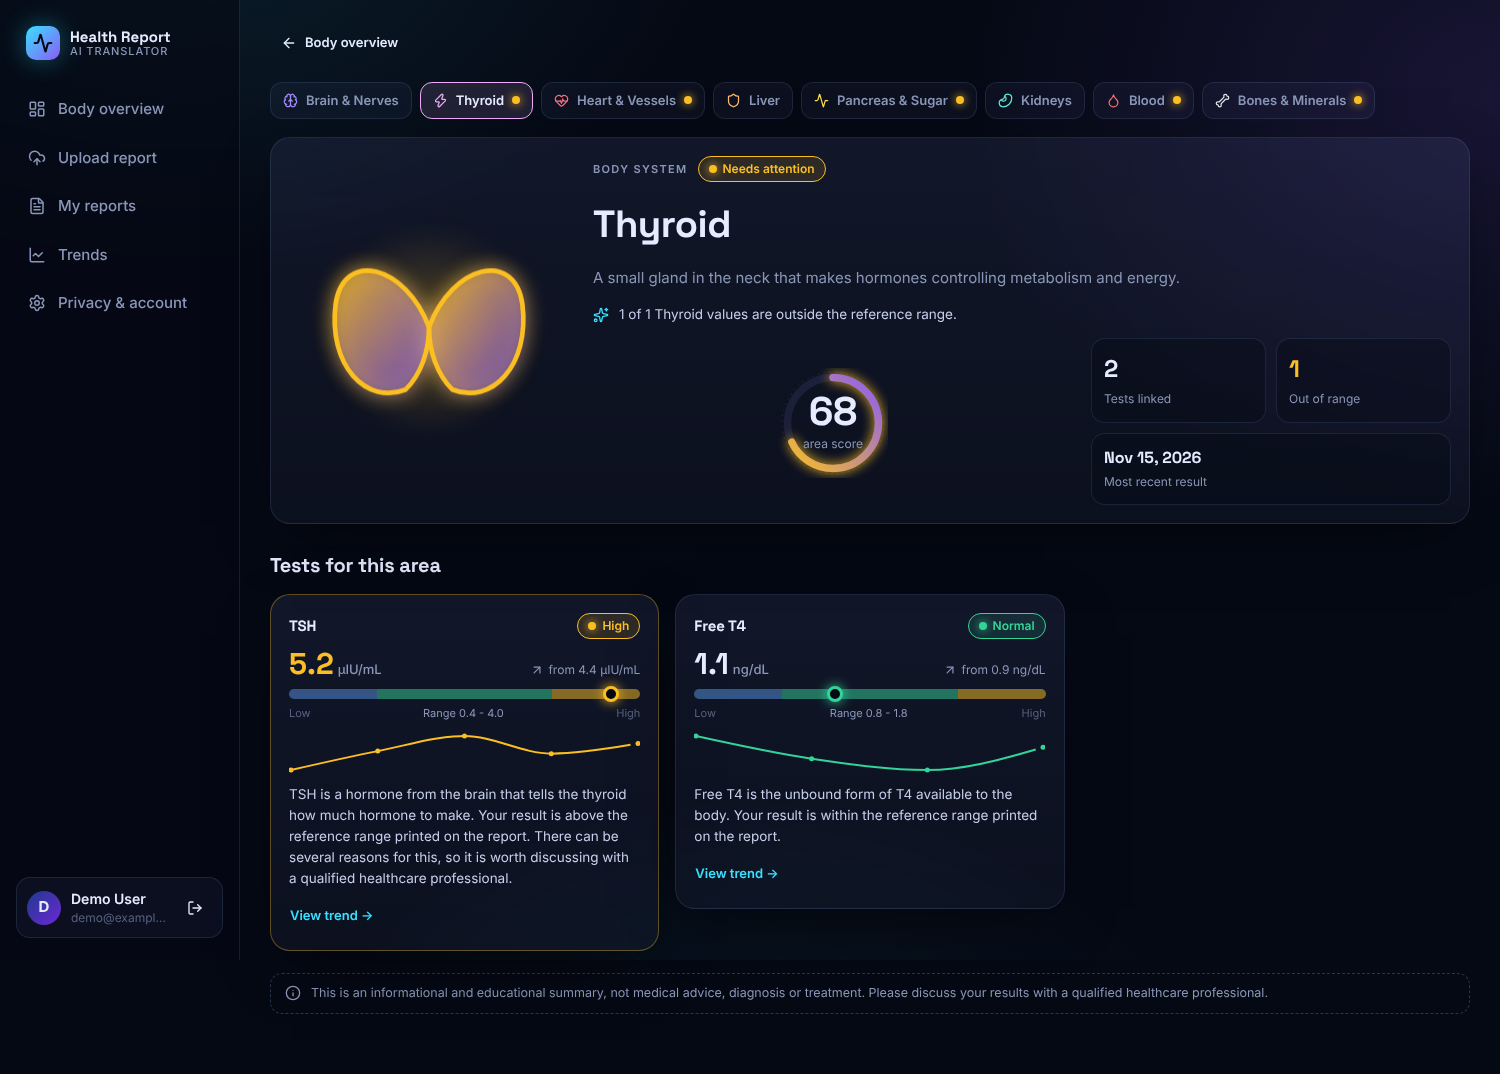 Health Report
AI TRANSLATOR
Body overview
Upload report
My reports
Trends
Privacy & account
D
Demo User
demo@exampl...
Body overview
Brain & Nerves
Thyroid
Heart & Vessels
Liver
Pancreas & Sugar
Kidneys
Blood
Bones & Minerals
BODY SYSTEM
Needs attention
Thyroid
A small gland in the neck that makes hormones controlling metabolism and energy.
1 of 1 Thyroid values are outside the reference range.
68
area score
2
Tests linked
1
Out of range
Nov 15, 2026
Most recent result
Tests for this area
TSH
High
5.2 µIU/mL
from 4.4 µIU/mL
Low
Range 0.4 - 4.0
High
TSH is a hormone from the brain that tells the thyroid
how much hormone to make. Your result is above the
reference range printed on the report. There can be
several reasons for this, so it is worth discussing with
a qualified healthcare professional.
View trend →
Free T4
Normal
1.1 ng/dL
from 0.9 ng/dL
Low
Range 0.8 - 1.8
High
Free T4 is the unbound form of T4 available to the
body. Your result is within the reference range printed
on the report.
View trend →
This is an informational and educational summary, not medical advice, diagnosis or treatment. Please discuss your results with a qualified healthcare professional.